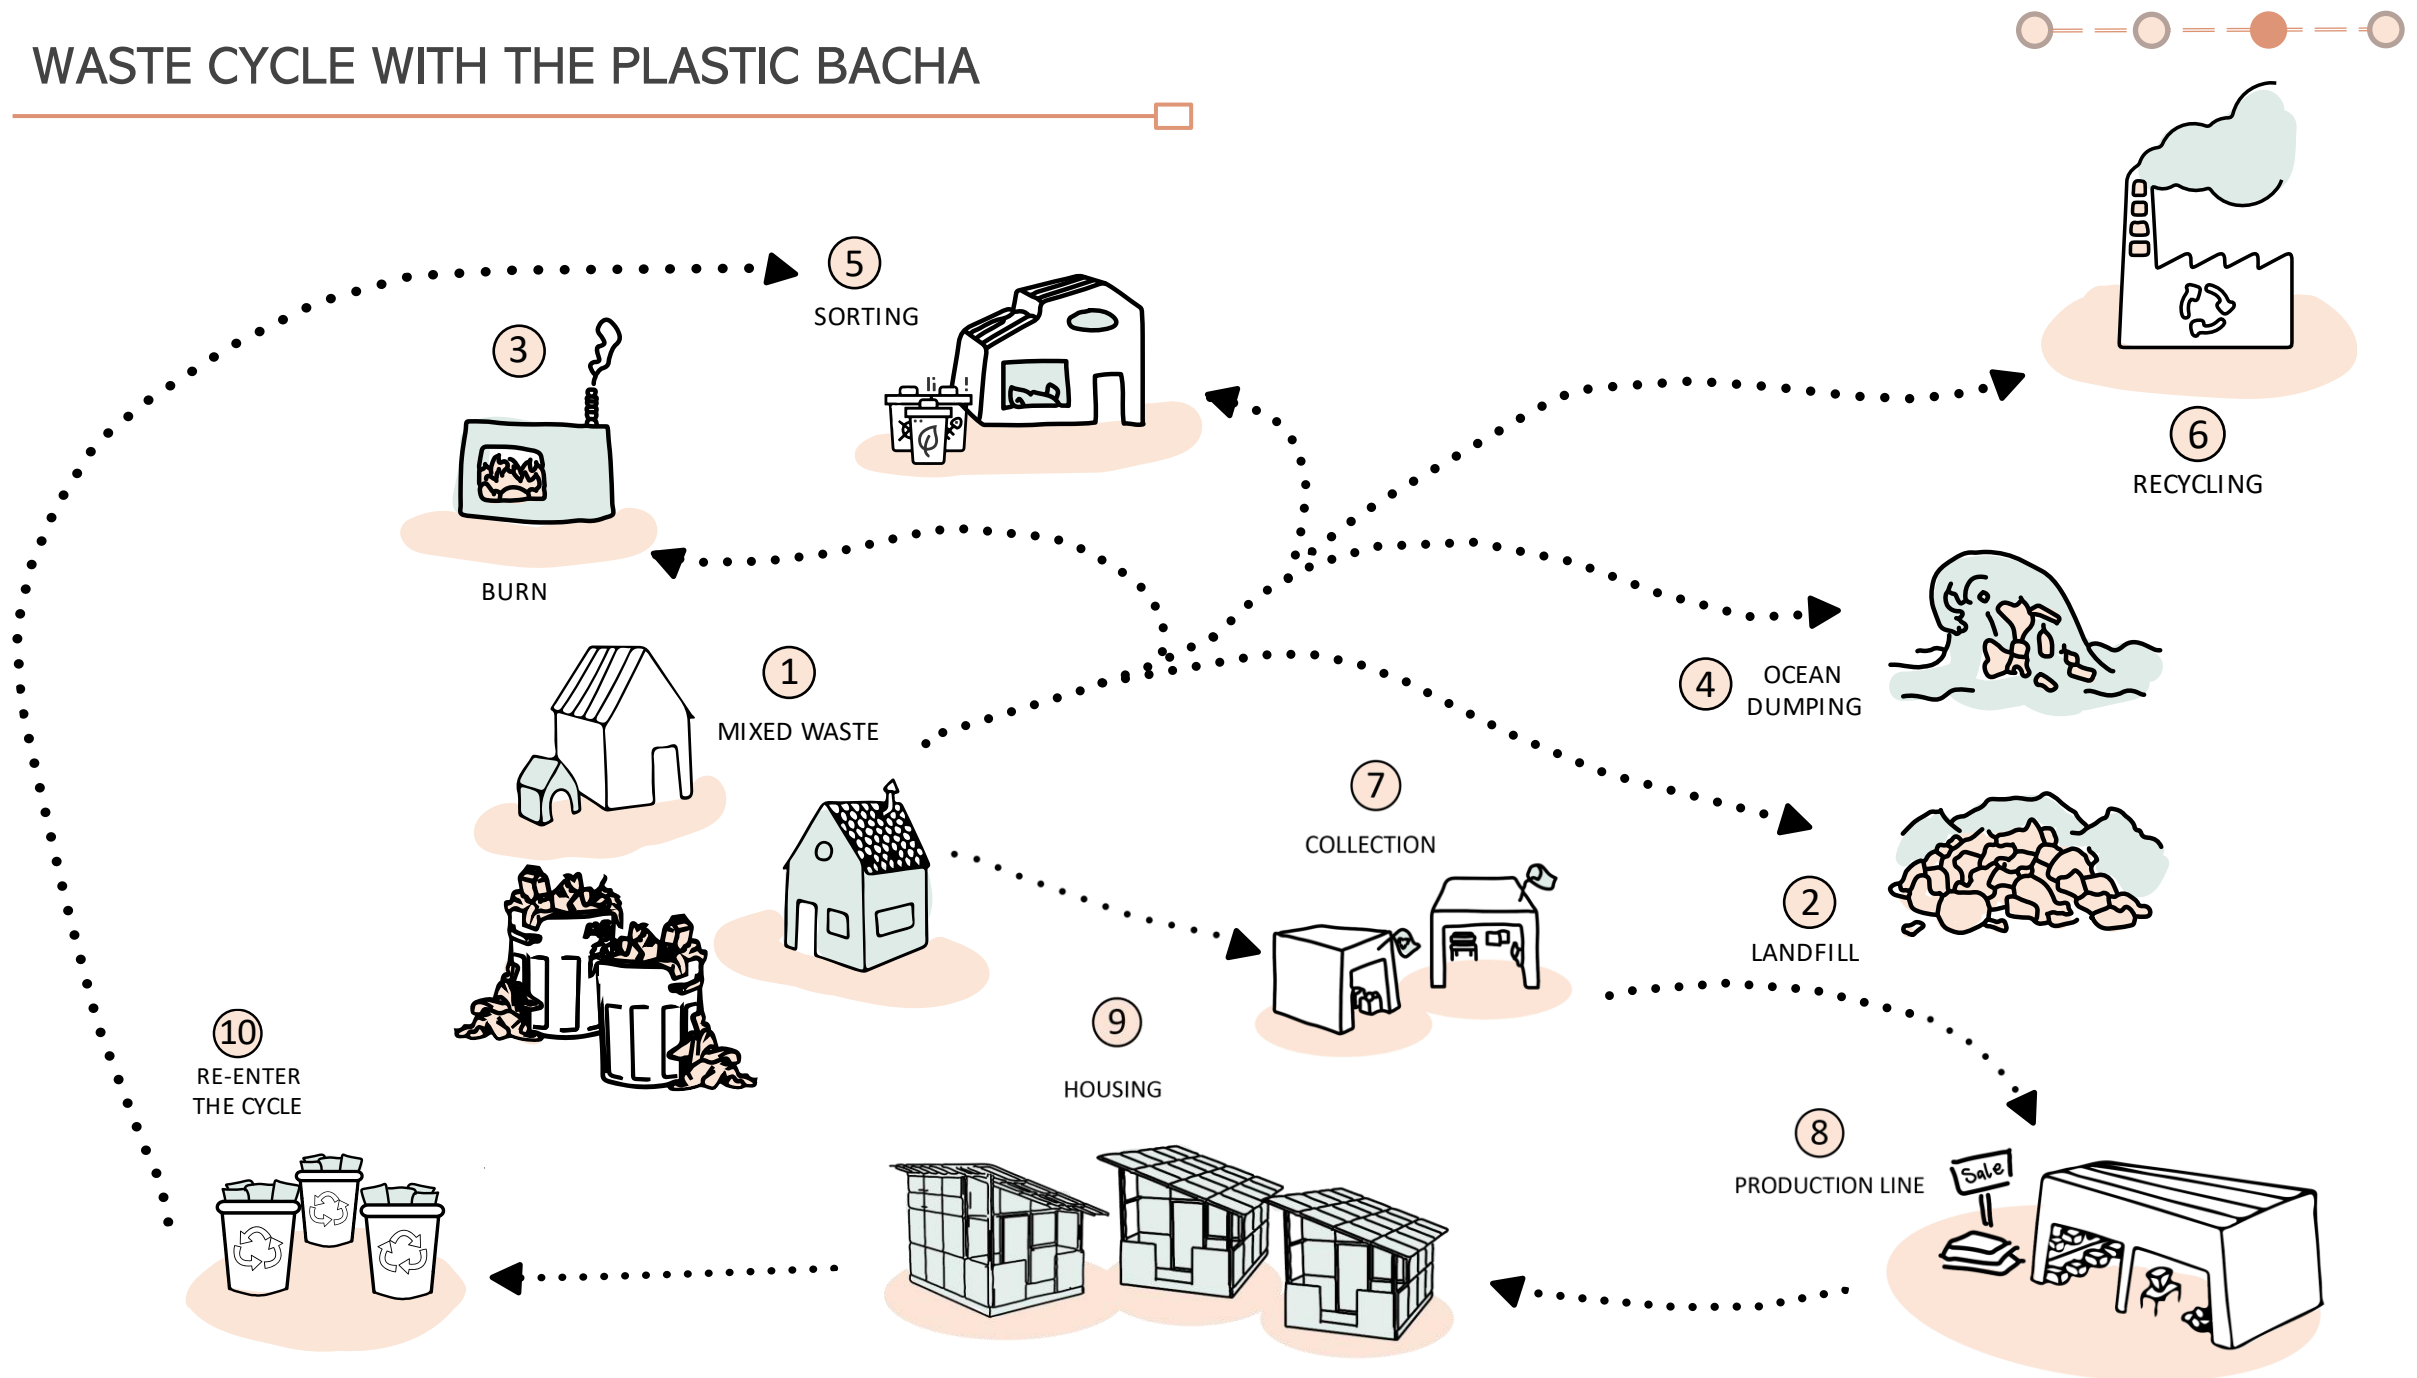 WASTE CYCLE WITH THE PLASTIC BACHA
5
SORTING
3
BURN
6
RECYCLING
1
MIXED WASTE
4
OCEAN
DUMPING
7
COLLECTION
2
LANDFILL
9
HOUSING
10
RE-ENTER
THE CYCLE
8
PRODUCTION LINE
Sale